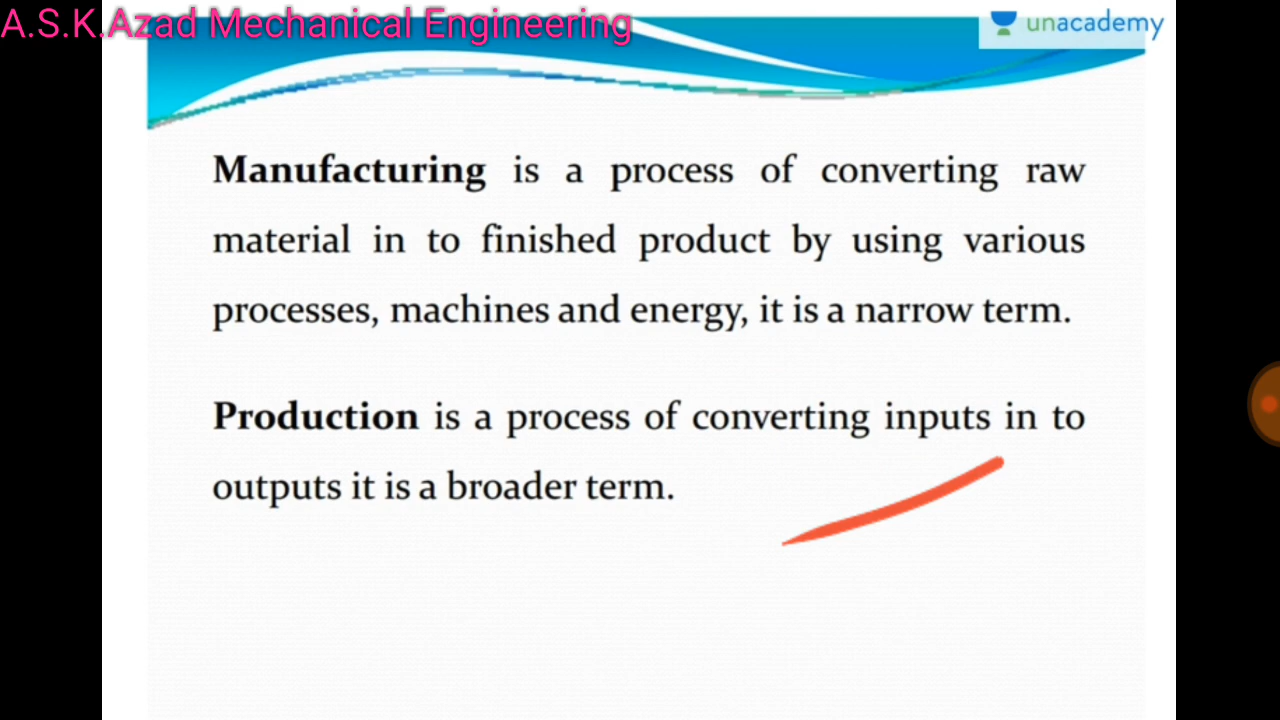 A.S.K.Azad Mechanical Engineering
unacademy
Manufacturing is a process of converting raw
material in to finished product by using various
processes, machines and energy, it is a narrow term.
Production is a process of converting inputs in to
outputs it is a broader term.